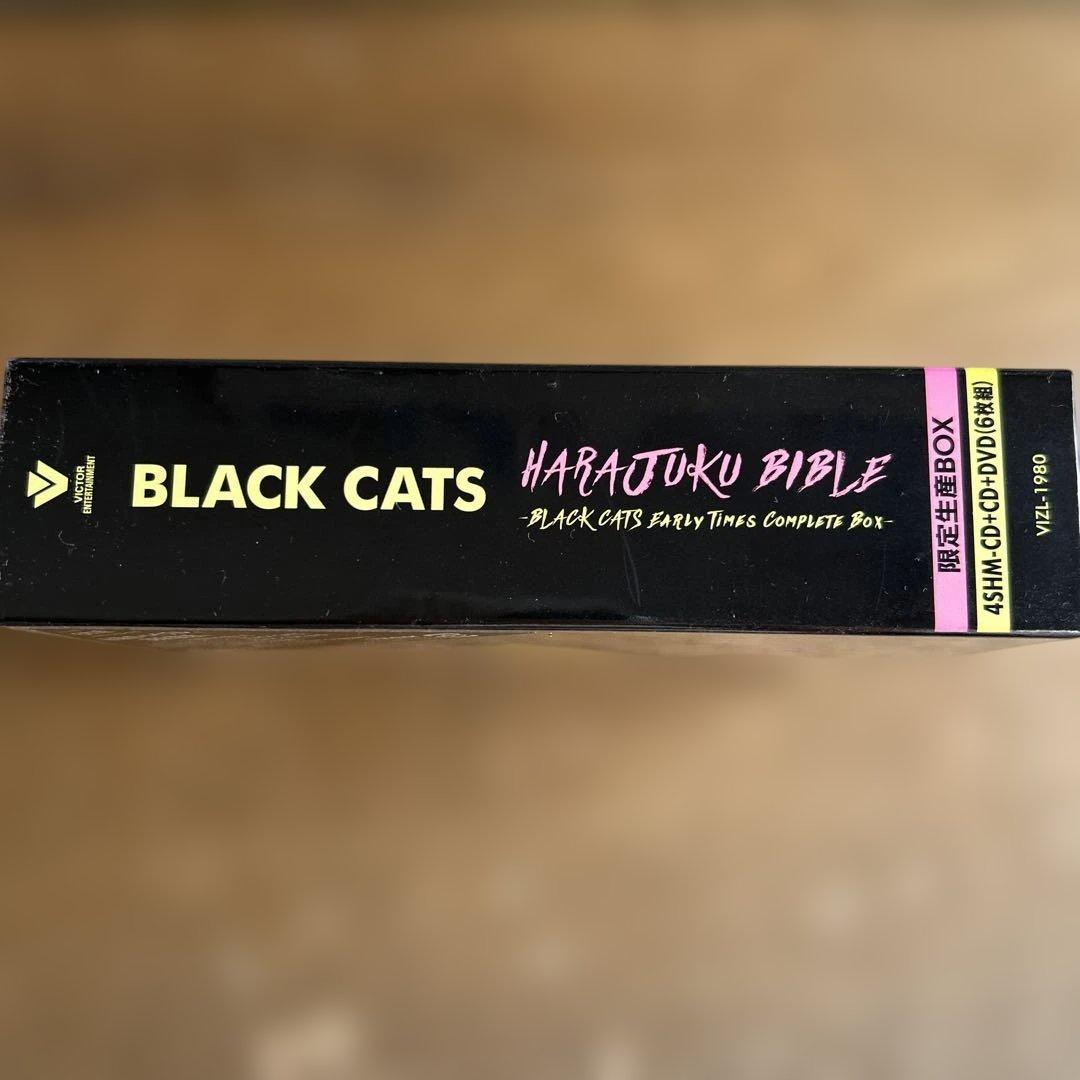 VICTOR
ENTERTAINMENT
BLACK CATS
HARAJUKU BIBLE
-BLACK CATS EARLY TIMES COMPLETE BOX-
限定生産BOX
4SHM-CD+CD+DVD(6枚組)
VIZL-1980